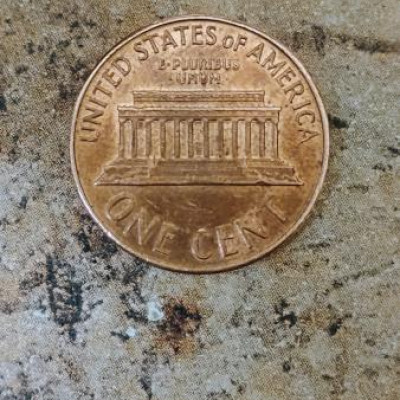 UNITED STATES OF AMERICA
E·PLURIBUS
UNUM
ONE CENT